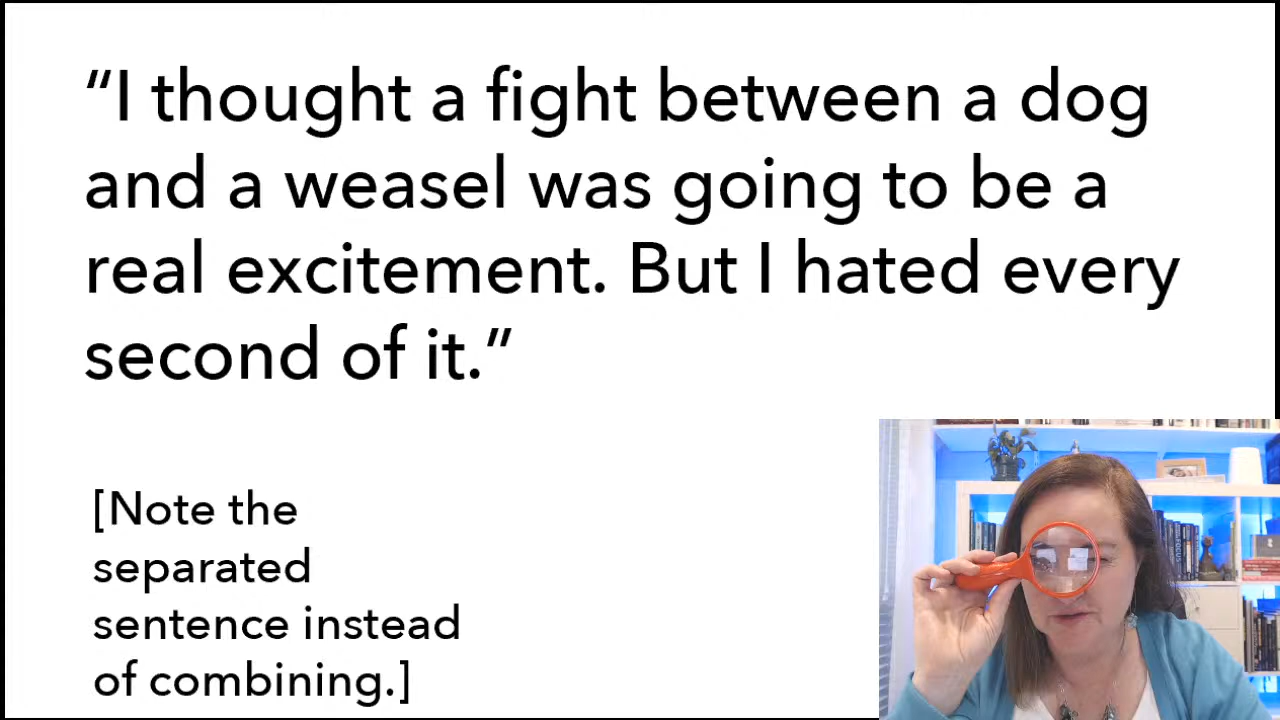 “I thought a fight between a dog
and a weasel was going to be a
real excitement. But I hated every
second of it.”
[Note the
separated
sentence instead
of combining.]
FOCUS